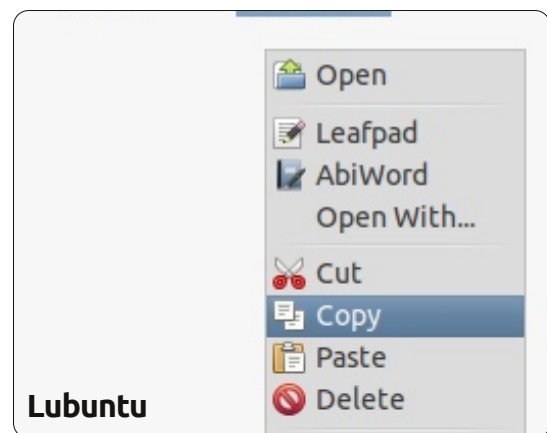 Open
Leafpad
AbiWord
Open With...
Cut
Copy
Paste
Delete
Lubuntu